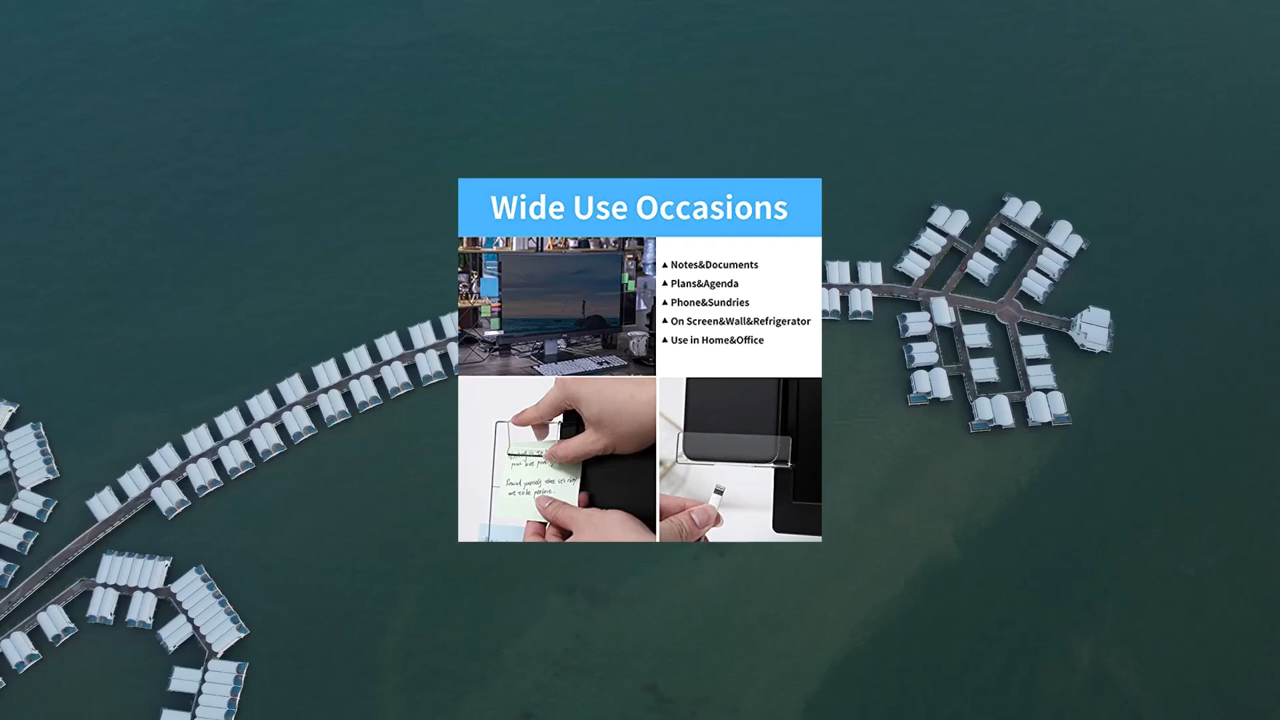 Wide Use Occasions
▲ Notes&Documents
▲ Plans&Agenda
▲ Phone&Sundries
▲ On Screen&Wall&Refrigerator
▲ Use in Home&Office